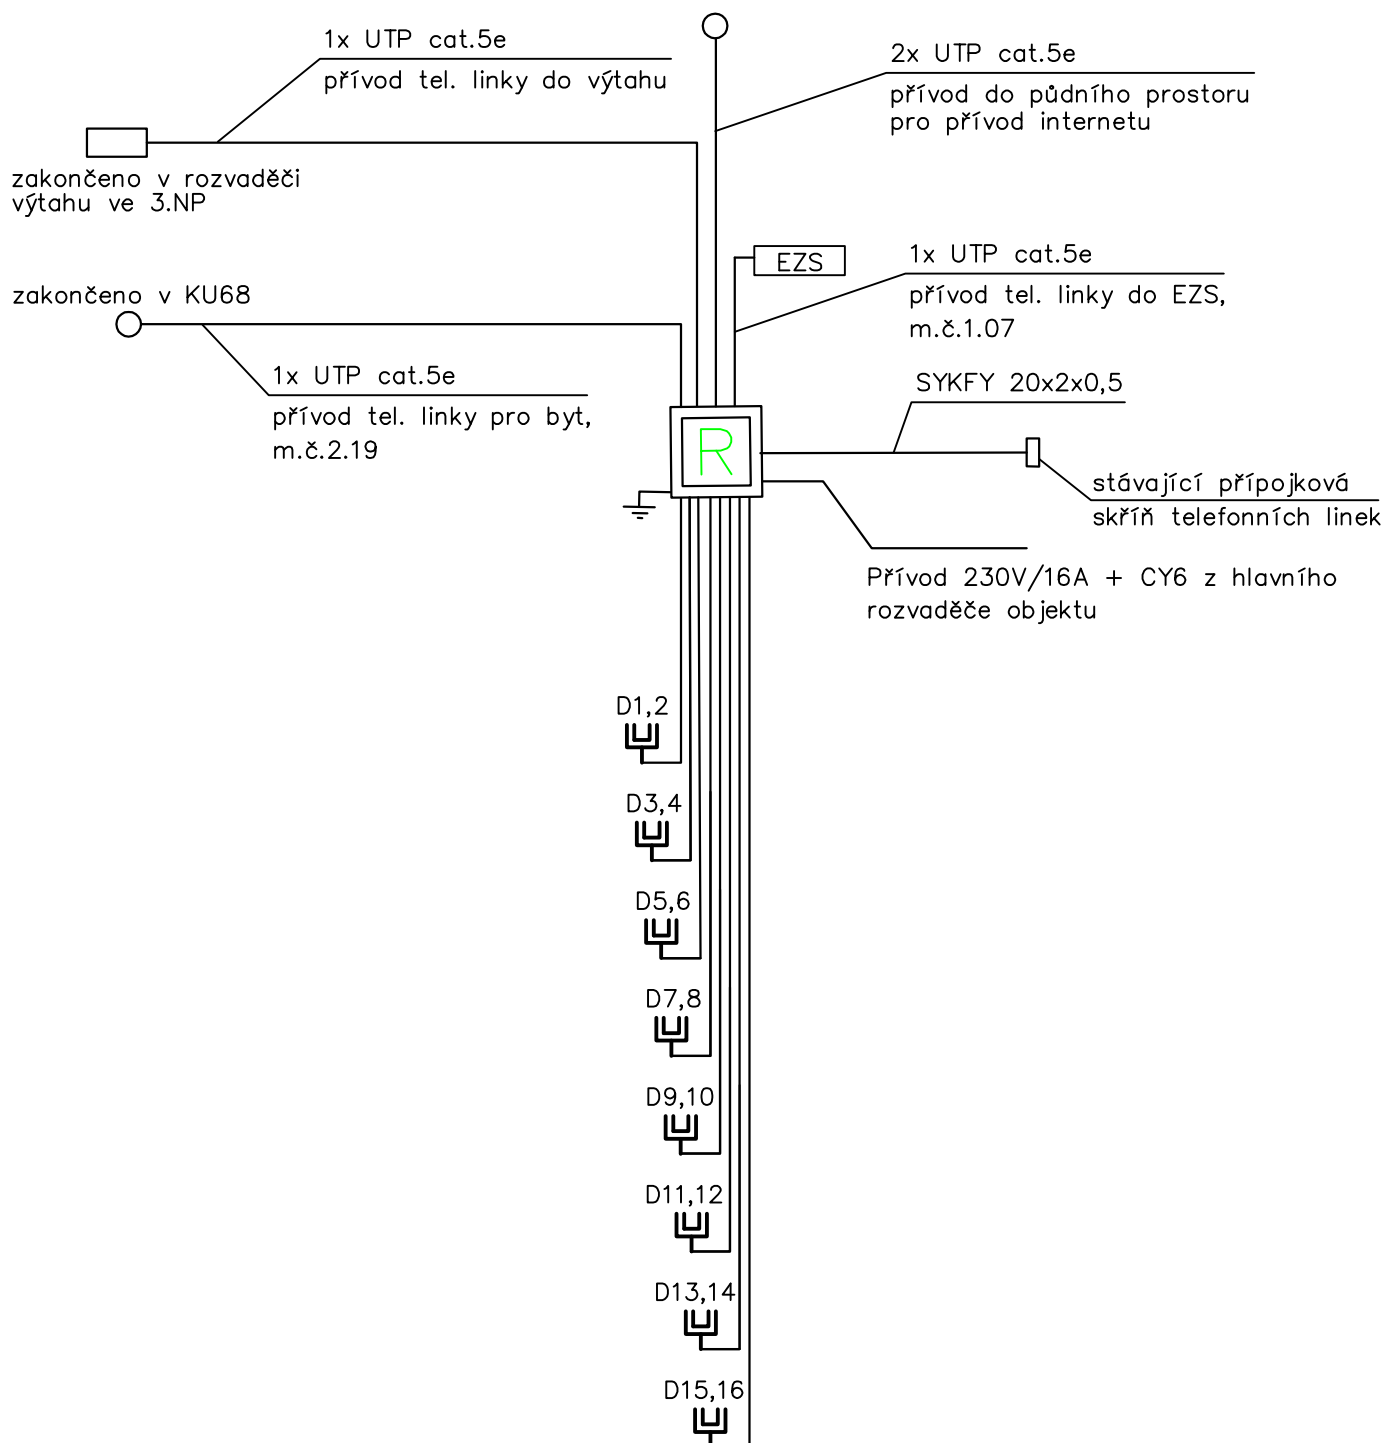 1x UTP cat.5e
přívod tel. linky do výtahu
2x UTP cat.5e
přívod do půdního prostoru
pro přívod internetu
zakončeno v rozvaděči
výtahu ve 3.NP
EZS
1x UTP cat.5e
přívod tel. linky do EZS,
m.č.1.07
zakončeno v KU68
1x UTP cat.5e
přívod tel. linky pro byt,
m.č.2.19
SYKFY 20x2x0,5
R
stávající přípojková
skříň telefonních linek
Přívod 230V/16A + CY6 z hlavního
rozvaděče objektu
D1,2
D3,4
D5,6
D7,8
D9,10
D11,12
D13,14
D15,16